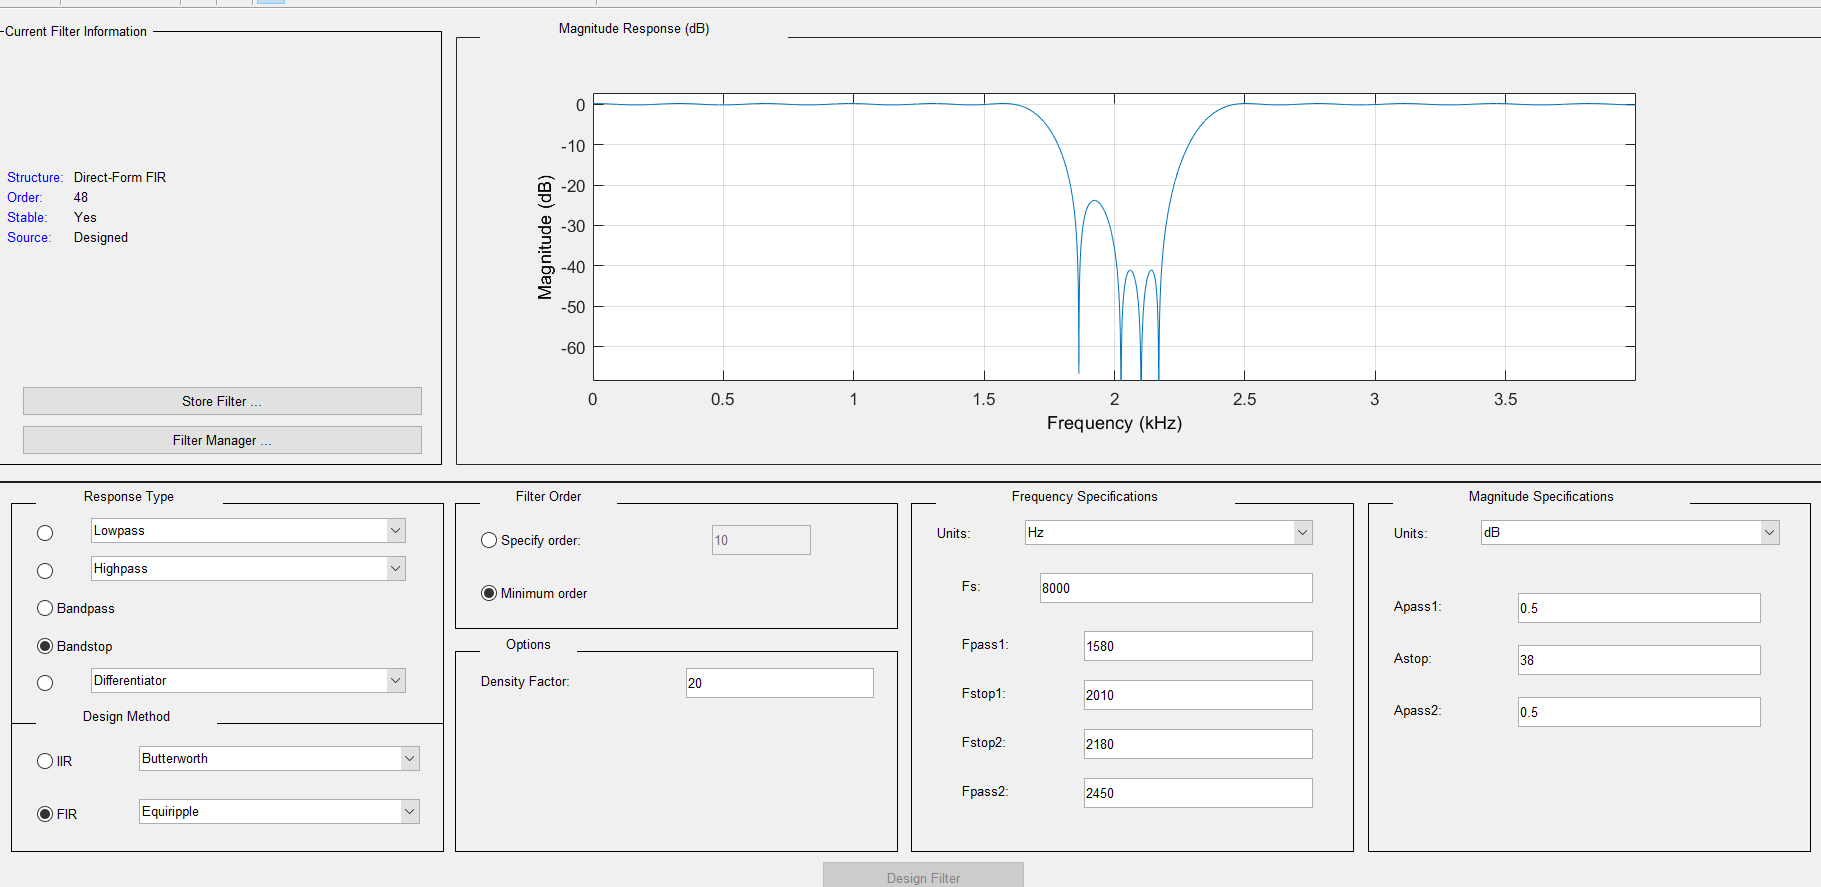 Current Filter Information
Structure: Direct-Form FIR
Order: 48
Stable: Yes
Source: Designed
Store Filter ...
Filter Manager ...
Magnitude Response (dB)
0
-10
-20
-30
-40
-50
-60
Magnitude (dB)
0 0.5 1 1.5 2 2.5 3 3.5
Frequency (kHz)
Response Type
Lowpass
Highpass
Bandpass
Bandstop
Differentiator
Design Method
IIR Butterworth
FIR Equiripple
Filter Order
Specify order: 10
Minimum order
Options
Density Factor: 20
Frequency Specifications
Units: Hz
Fs: 8000
Fpass1: 1580
Fstop1: 2010
Fstop2: 2180
Fpass2: 2450
Magnitude Specifications
Units: dB
Apass1: 0.5
Astop: 38
Apass2: 0.5
Design Filter